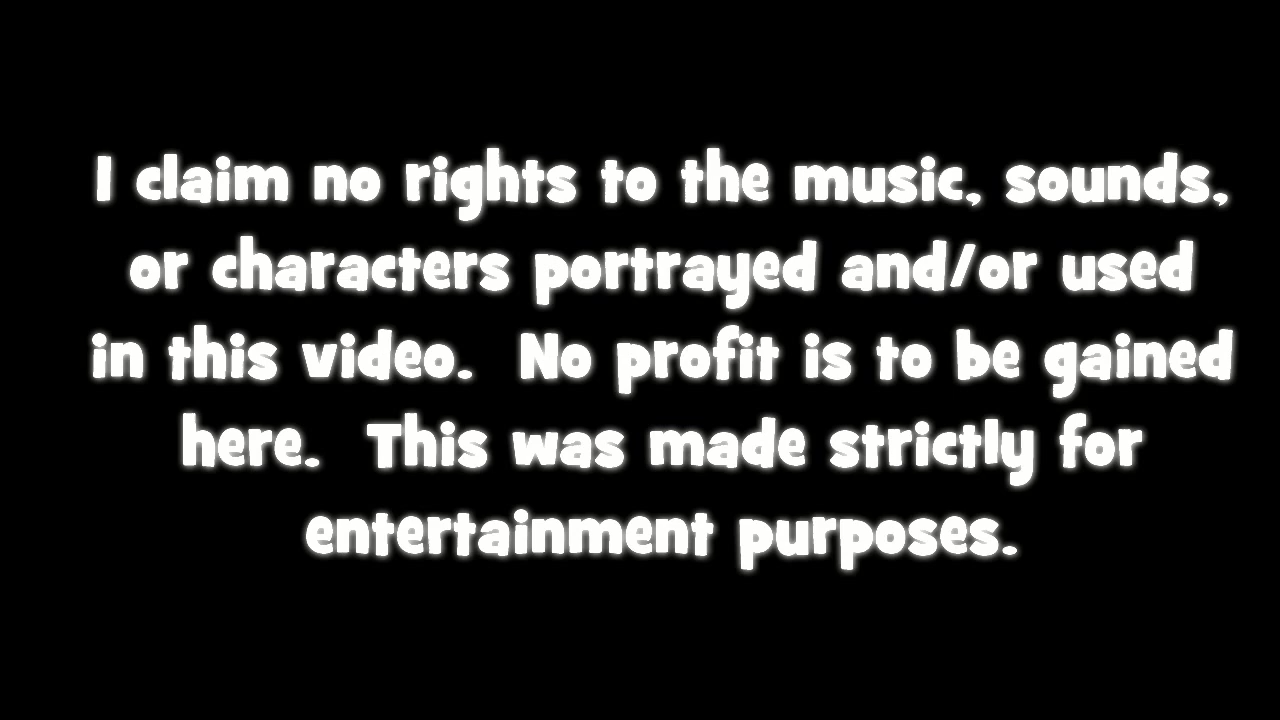 I claim no rights to the music, sounds,
or characters portrayed and/or used
in this video.  No profit is to be gained
here.  This was made strictly for
entertainment purposes.